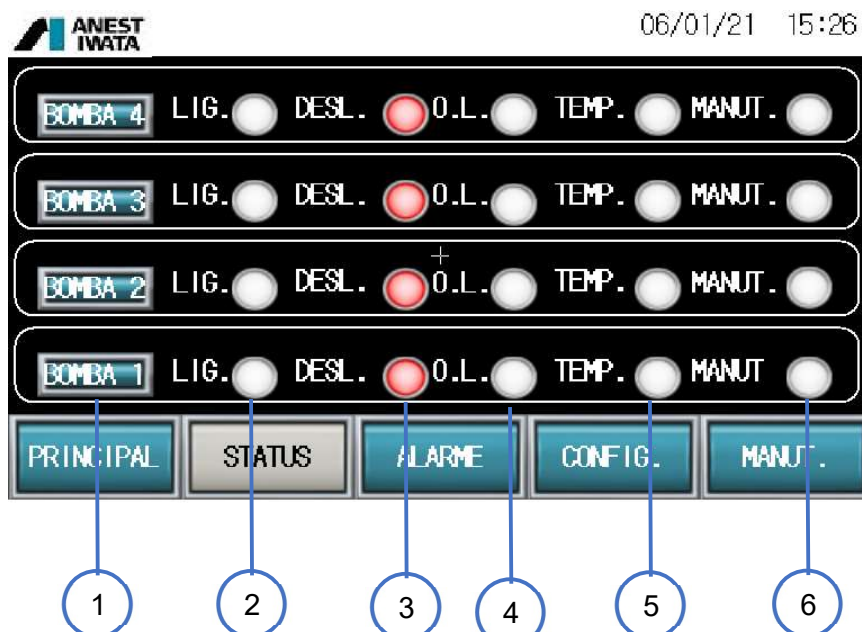 ANEST
IWATA
06/01/21 15:26
BOMBA 4 LIG. DESL. O.L. TEMP. MANUT.
BOMBA 3 LIG. DESL. O.L. TEMP. MANUT.
BOMBA 2 LIG. DESL. O.L. TEMP. MANUT.
BOMBA 1 LIG. DESL. O.L. TEMP. MANUT
PRINCIPAL STATUS ALARME CONFIG. MANUT.
1 2 3 4 5 6